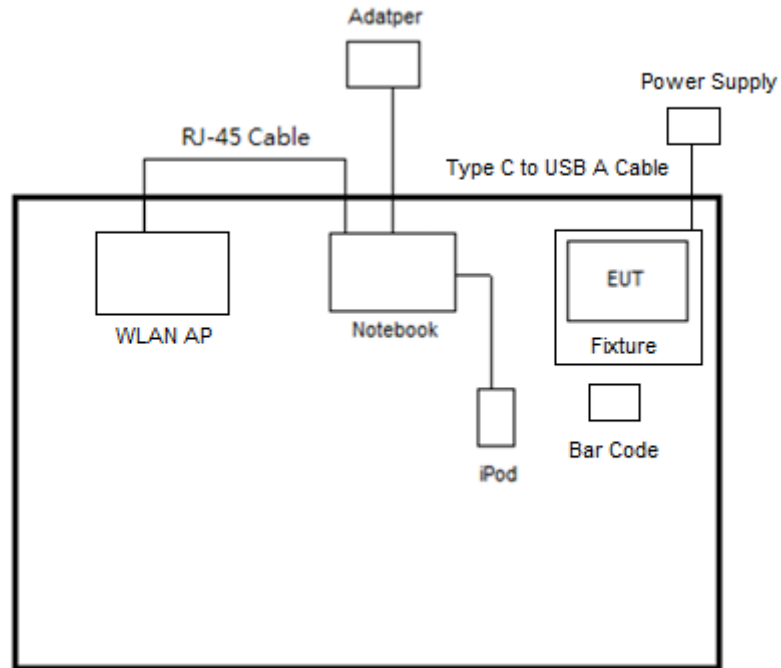 Adatper
Power Supply
RJ-45 Cable
Type C to USB A Cable
EUT
WLAN AP
Notebook
Fixture
Bar Code
iPod